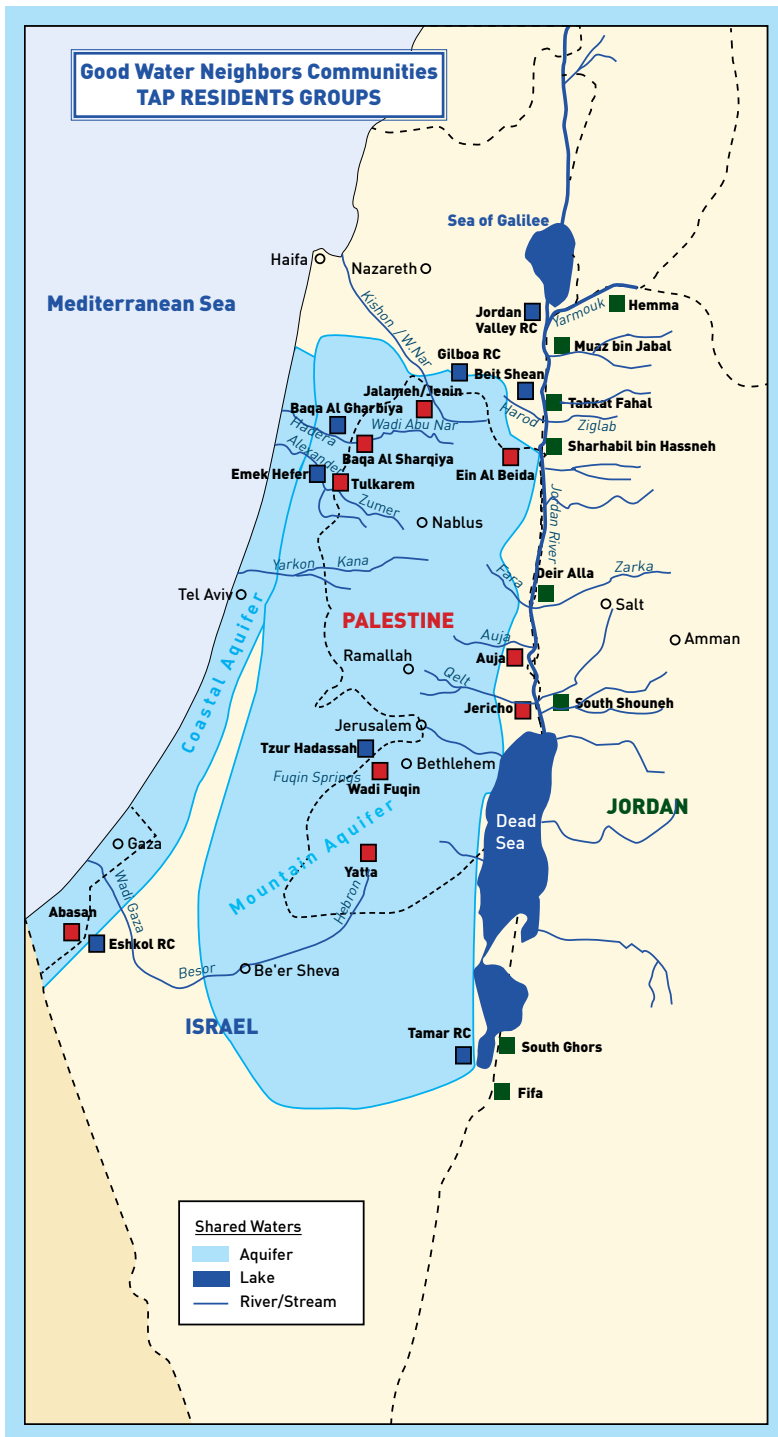 Good Water Neighbors Communities
TAP RESIDENTS GROUPS
Sea of Galilee
Haifa
Nazareth
Mediterranean Sea
Kishon / W.Nar
Jordan
Valley RC
Yarmouk
Hemma
Muaz bin Jabal
Gilboa RC
Beit Shean
Jalameh/Jenin
Baqa Al Gharbiya
Hadera
Wadi Abu Nar
Harod
Tabkat Fahal
Ziglab
Alexander
Baqa Al Sharqiya
Sharhabil bin Hassneh
Emek Hefer
Tulkarem
Ein Al Beida
Zumer
Nablus
Jordan River
Yarkon
Kana
Fara
Deir Alla
Zarka
Tel Aviv
Salt
PALESTINE
Auja
Amman
Coastal Aquifer
Ramallah
Auja
Qelt
Jericho
South Shouneh
Jerusalem
Tzur Hadassah
Bethlehem
Fuqin Springs
Wadi Fuqin
JORDAN
Dead
Sea
Mountain Aquifer
Gaza
Yatta
Wadi Gaza
Hebron
Abasan
Eshkol RC
Besor
Be'er Sheva
ISRAEL
Tamar RC
South Ghors
Fifa
Shared Waters
Aquifer
Lake
River/Stream